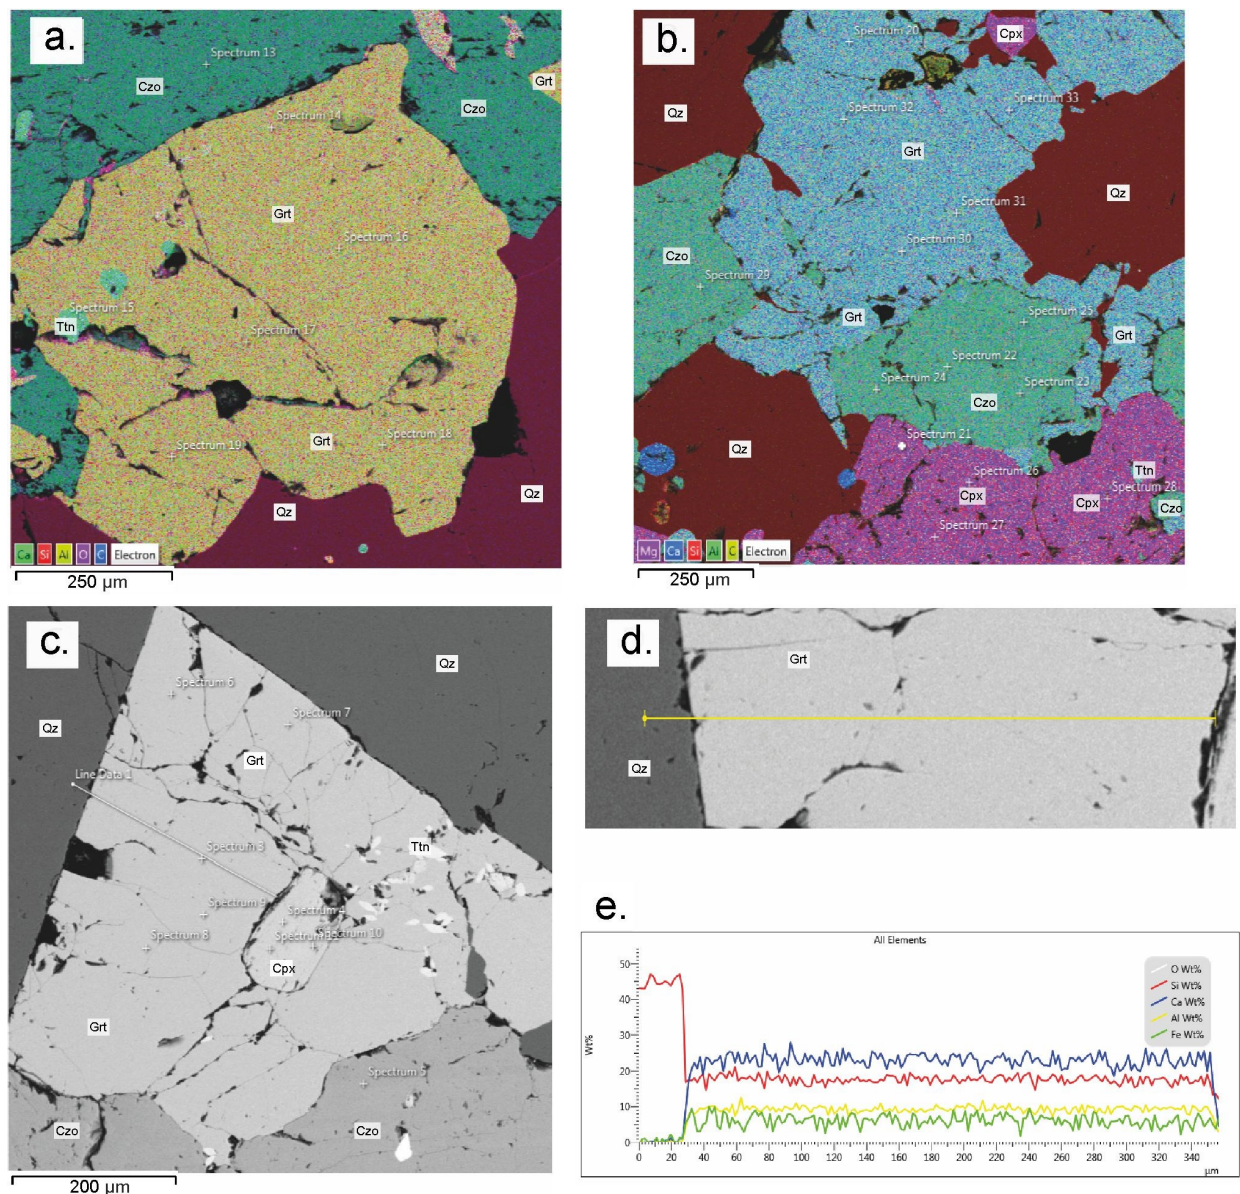 a.
Spectrum 13
Czo
Grt
Czo
Spectrum 14
Grt
Spectrum 16
Spectrum 15
Ttn
Spectrum 17
Spectrum 19
Grt
Spectrum 18
Qz
Qz
Ca Si Al O C Electron
250 µm
b.
Spectrum 20
Cpx
Qz
Spectrum 32
Spectrum 33
Grt
Qz
Spectrum 31
Spectrum 30
Czo
Spectrum 29
Grt
Spectrum 25
Grt
Spectrum 22
Spectrum 24
Spectrum 23
Czo
Spectrum 21
Qz
Spectrum 26
Ttn
Cpx
Cpx
Spectrum 28
Czo
Spectrum 27
Mg Ca Si Al C Electron
250 µm
c.
Qz
Spectrum 6
Qz
Spectrum 7
Grt
Line Data 1
Ttn
Spectrum 3
Spectrum 9
Spectrum 4
Spectrum 8
Spectrum 10
Cpx
Grt
Spectrum 5
Czo
Czo
200 µm
d.
Grt
Qz
e.
All Elements
O Wt%
Si Wt%
Ca Wt%
Al Wt%
Fe Wt%
Wt%
50
40
30
20
10
0
0 20 40 60 80 100 120 140 160 180 200 220 240 260 280 300 320 340
µm